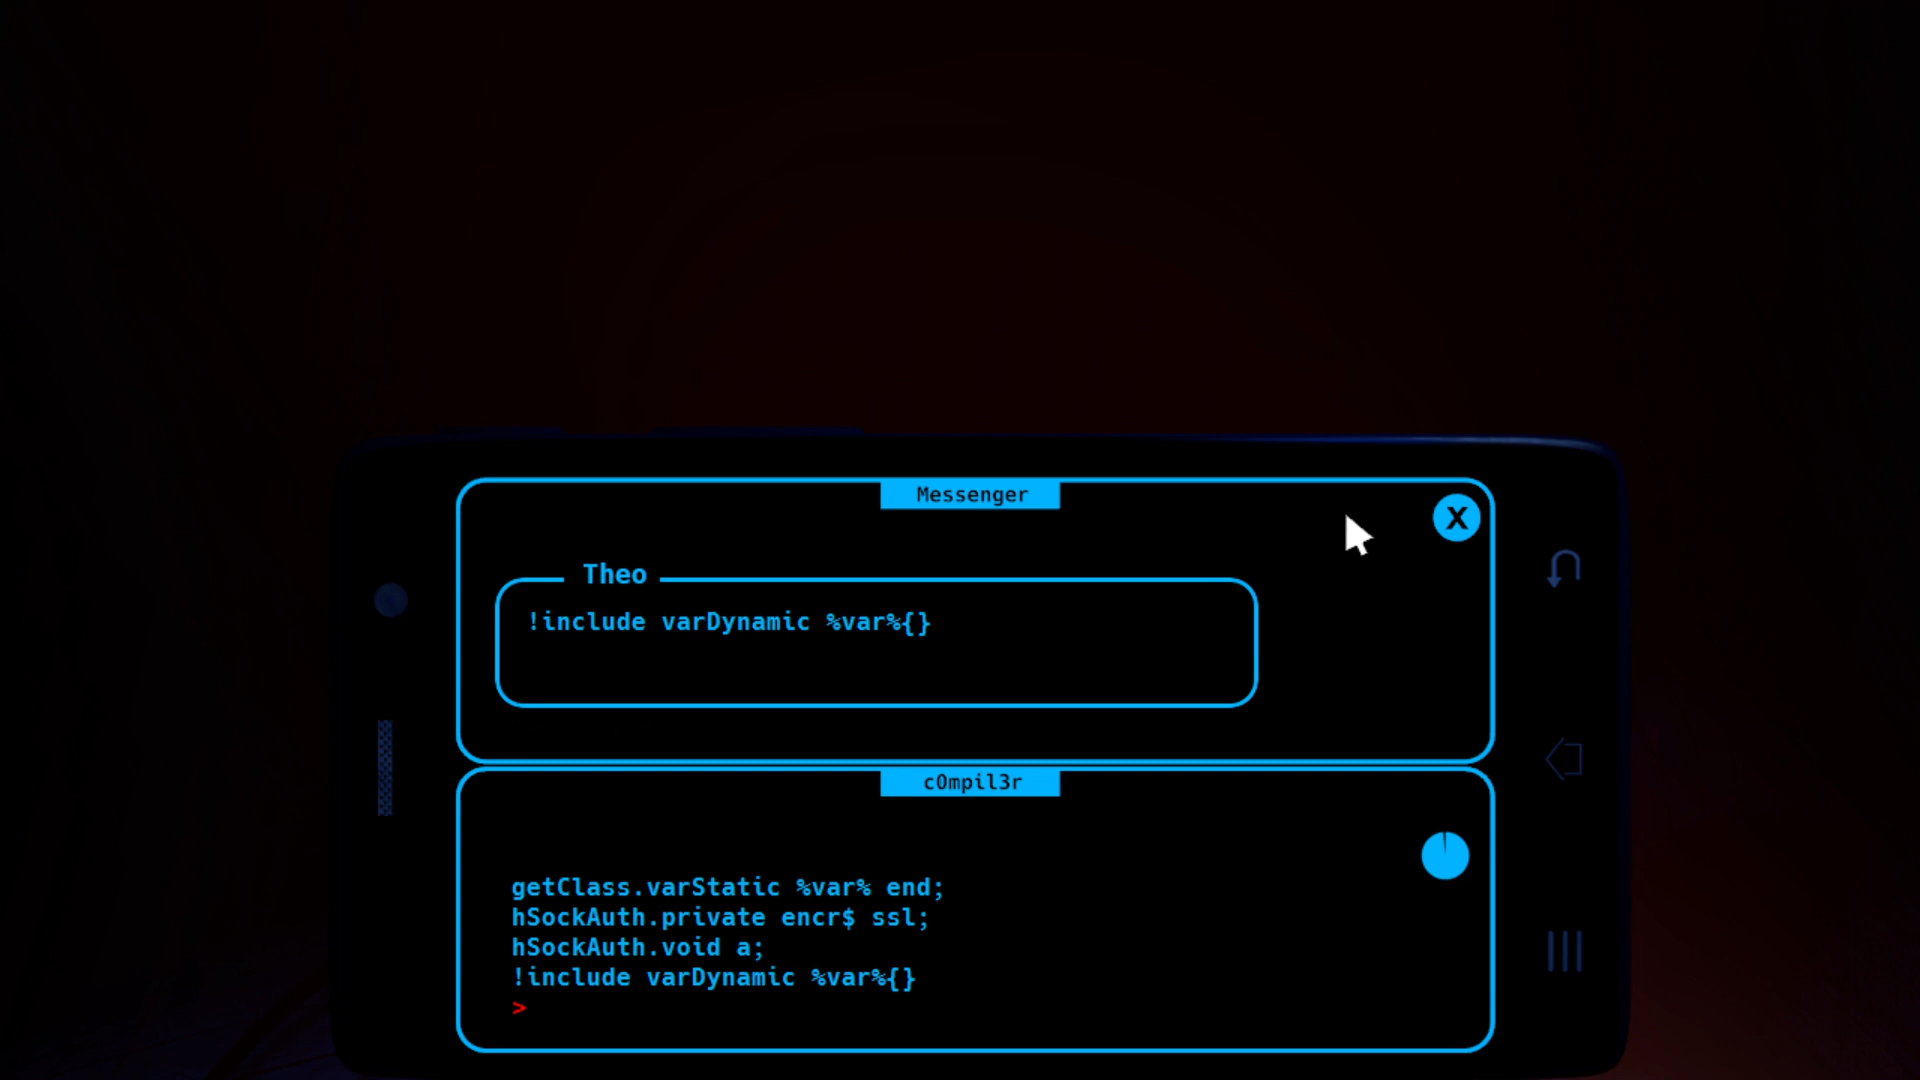 Messenger
X
Theo
!include varDynamic %var%{}
c0mpil3r
getClass.varStatic %var% end;
hSockAuth.private encr$ ssl;
hSockAuth.void a;
!include varDynamic %var%{}
>